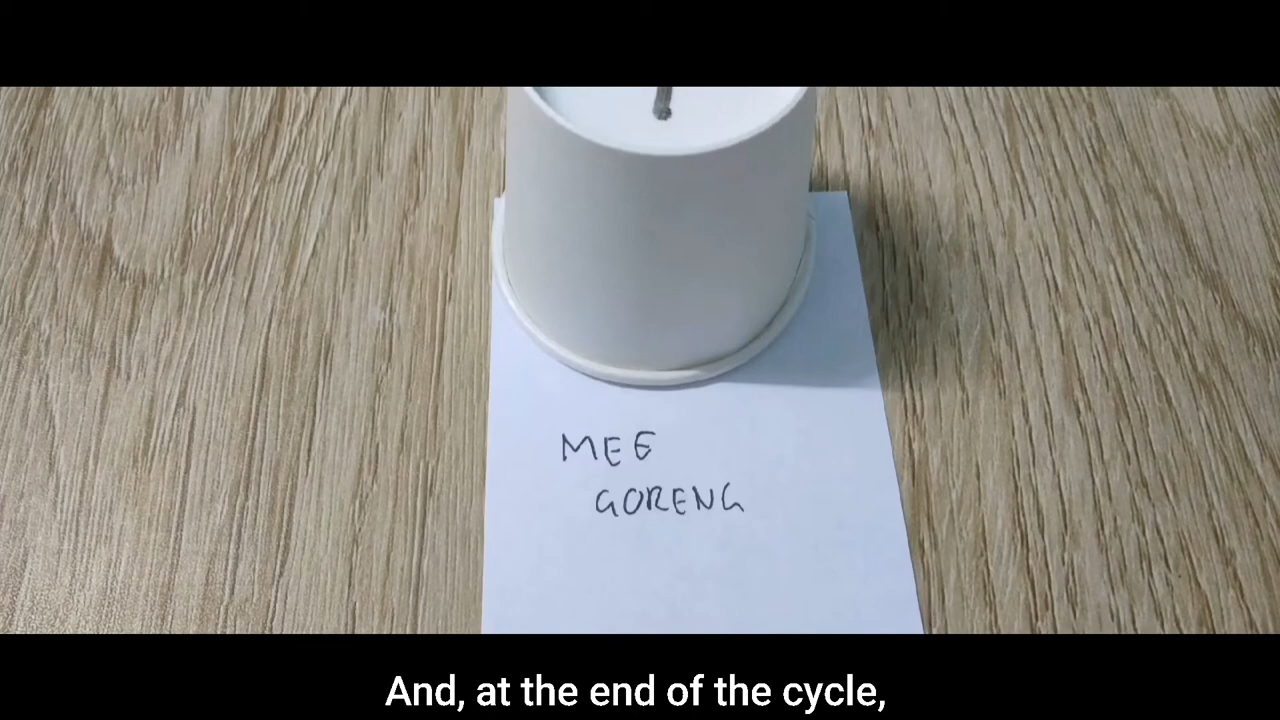 MEE
GORENG
And, at the end of the cycle,